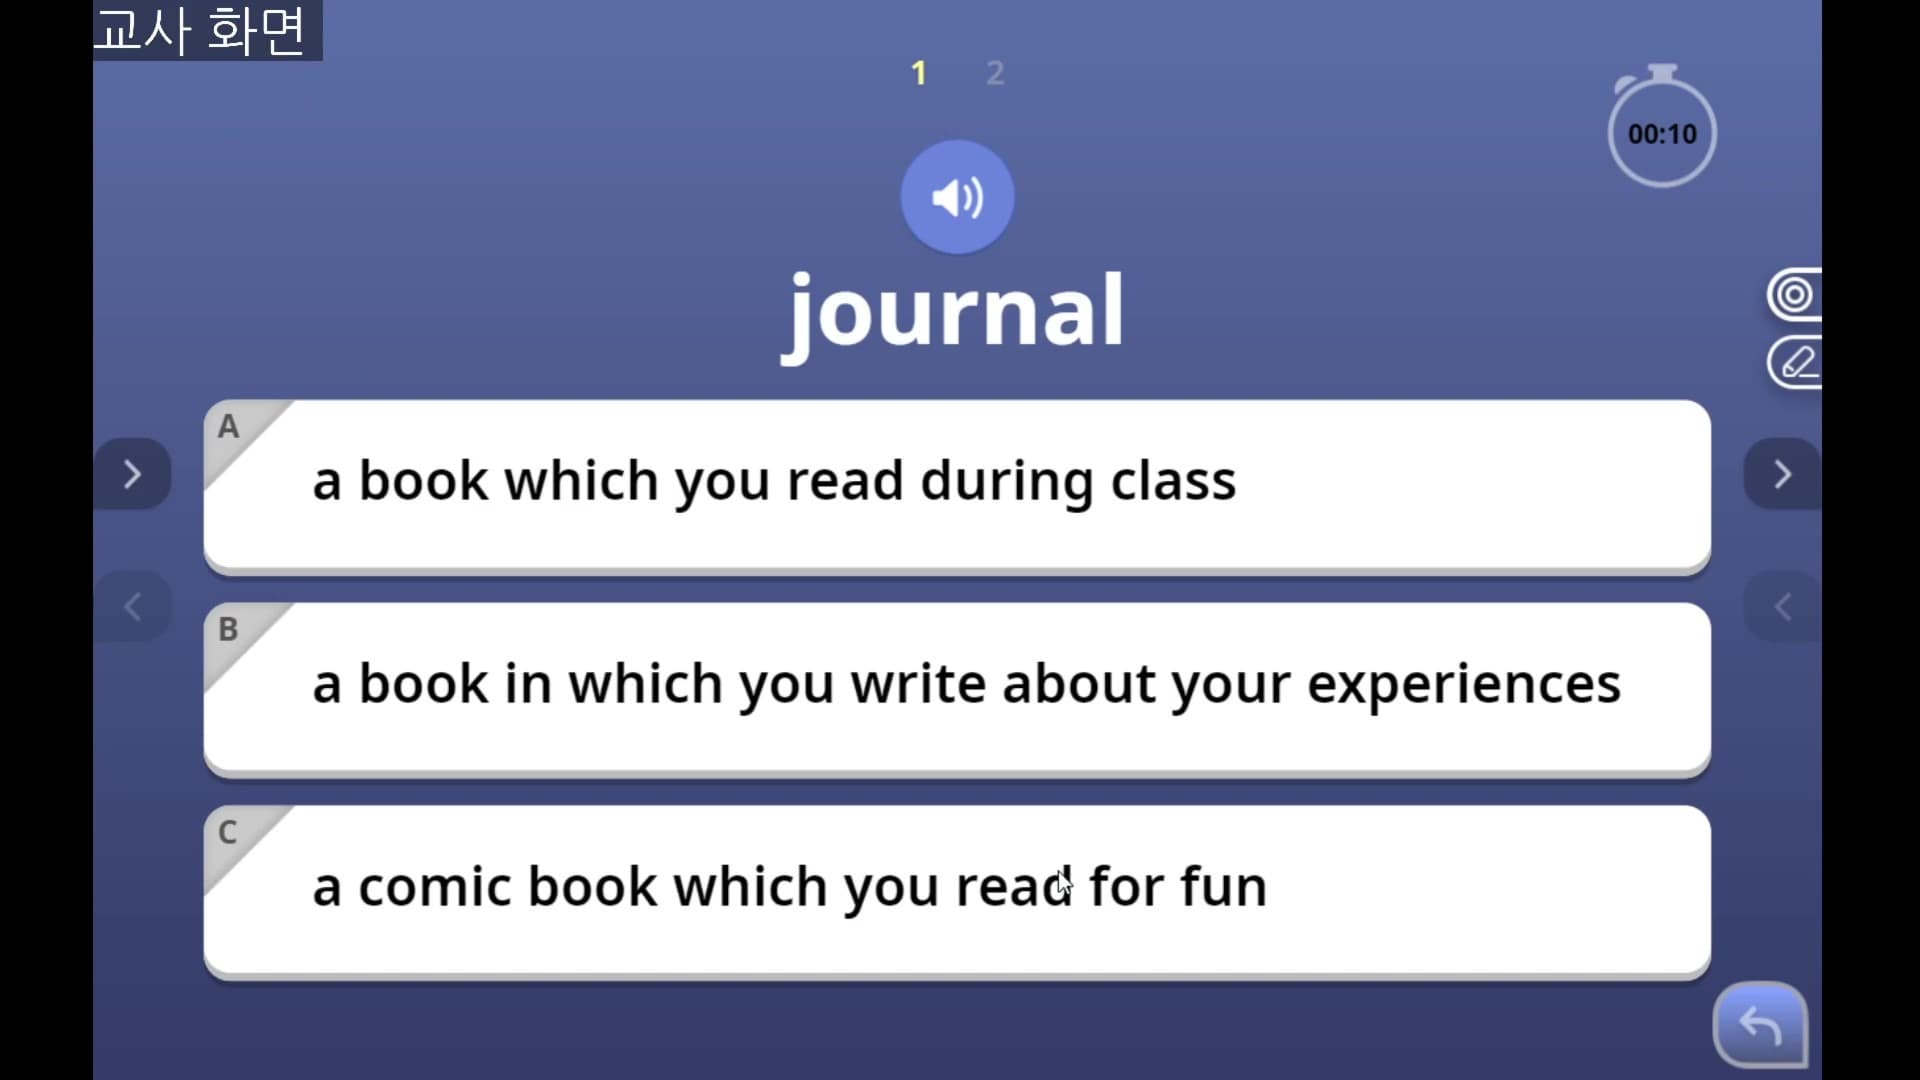 교사 화면
1 2
00:10
journal
A
a book which you read during class
B
a book in which you write about your experiences
C
a comic book which you read for fun